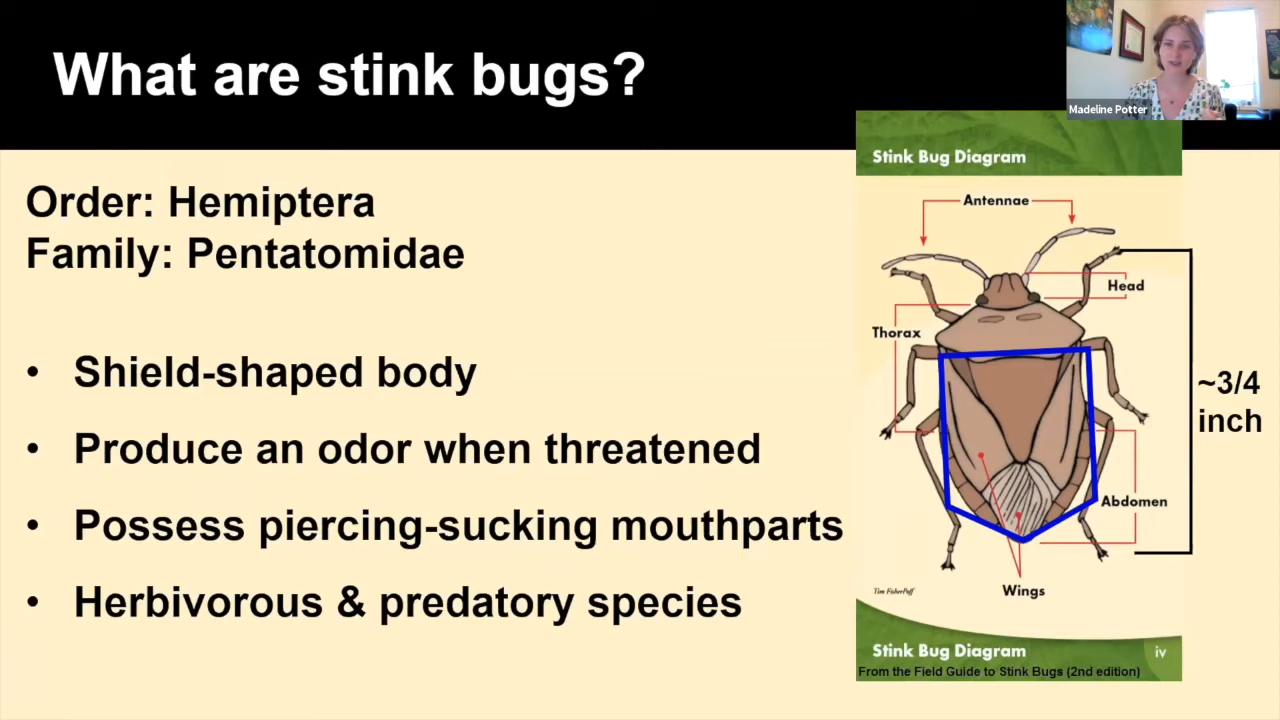 What are stink bugs?
Madeline Potter
Order: Hemiptera
Family: Pentatomidae
• Shield-shaped body
• Produce an odor when threatened
• Possess piercing-sucking mouthparts
• Herbivorous & predatory species
Stink Bug Diagram
Antennae
Head
Thorax
~3/4
inch
Abdomen
Wings
Tim FisherPoff
Stink Bug Diagram
iv
From the Field Guide to Stink Bugs (2nd edition)